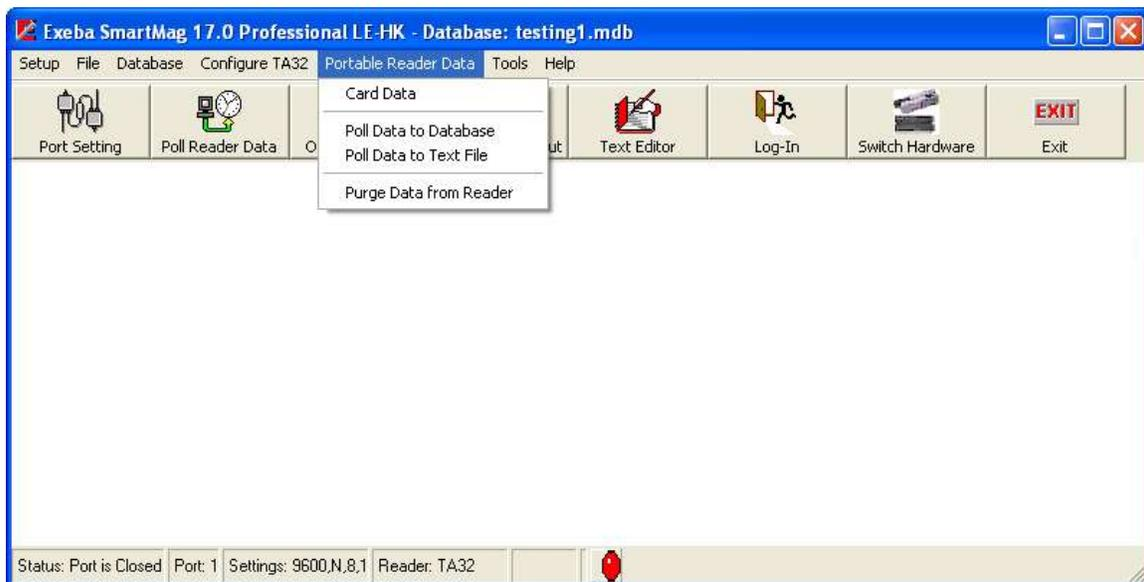 Exeba SmartMag 17.0 Professional LE-HK - Database: testing1.mdb
Setup File Database Configure TA32 Portable Reader Data Tools Help
Card Data
Poll Data to Database
Poll Data to Text File
Purge Data from Reader
Port Setting Poll Reader Data Text Editor Log-In Switch Hardware Exit
EXIT
Status: Port is Closed Port: 1 Settings: 9600,N,8,1 Reader: TA32